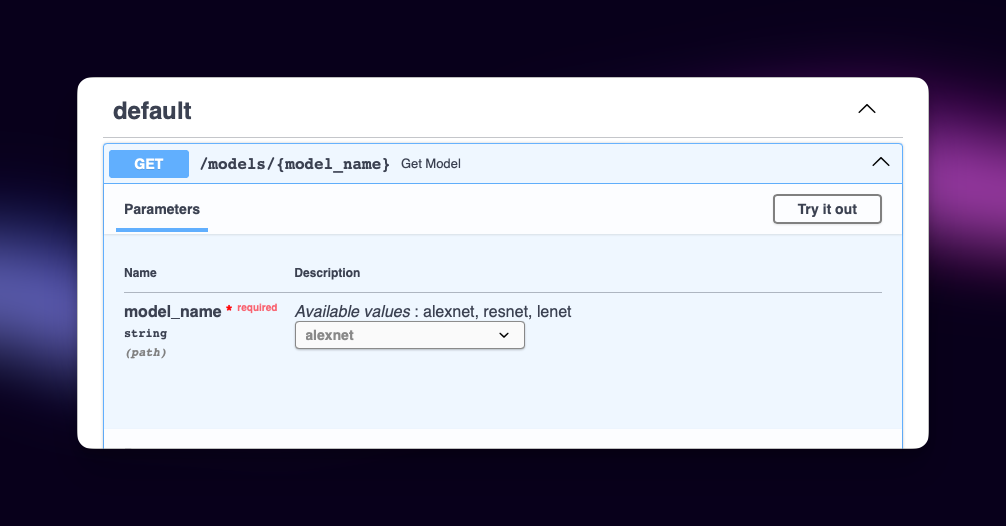 default
GET /models/{model_name} Get Model
Parameters
Try it out
Name Description
model_name * required
string
(path)
Available values : alexnet, resnet, lenet
alexnet